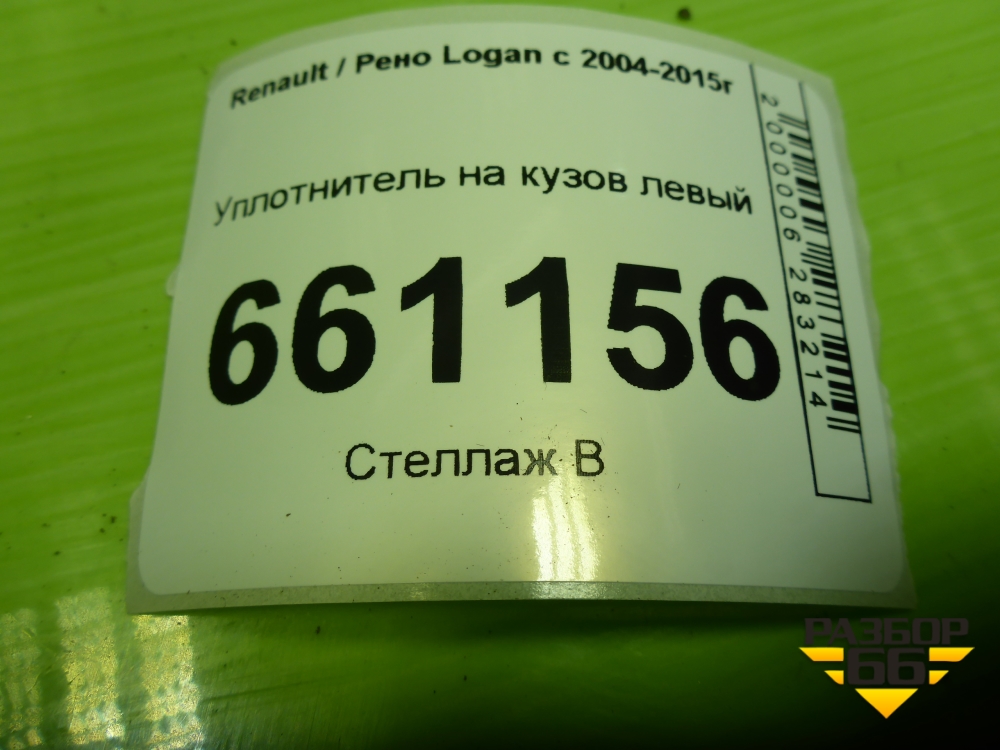 Renault / Рено Logan с 2004-2015г
Уплотнитель на кузов левый
661156
Стеллаж В
2000006283214
РАЗБОР
66